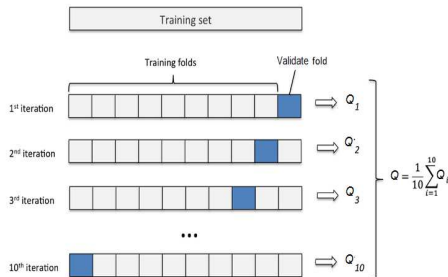 Training set
Training folds
Validate fold
1st iteration
Q1
2nd iteration
Q2
3rd iteration
Q3
...
10th iteration
Q10
Q = 1/10 10∑i=1 Qi